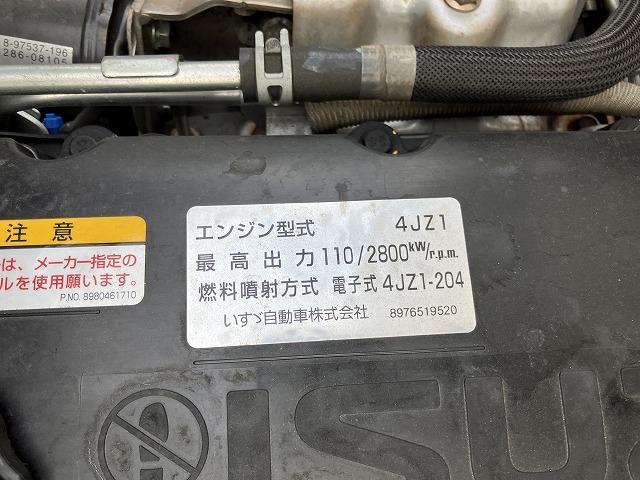 8-97537-196
286-08105
注意
は、メーカー指定の
ルを使用願います。
P.NO. 8980461710
エンジン型式 4JZ1
最高出力 110/2800kW/r.p.m.
燃料噴射方式 電子式 4JZ1-204
いすゞ自動車株式会社 8976519520
ISUZ